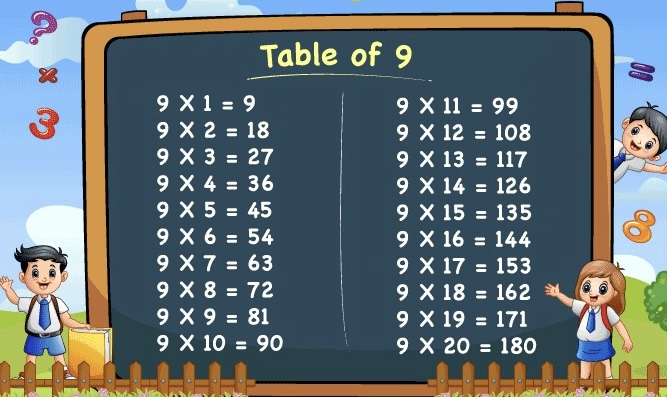 Table of 9
9 X 1 = 9
9 X 2 = 18
9 X 3 = 27
9 X 4 = 36
9 X 5 = 45
9 X 6 = 54
9 X 7 = 63
9 X 8 = 72
9 X 9 = 81
9 X 10 = 90
9 X 11 = 99
9 X 12 = 108
9 X 13 = 117
9 X 14 = 126
9 X 15 = 135
9 X 16 = 144
9 X 17 = 153
9 X 18 = 162
9 X 19 = 171
9 X 20 = 180
?
×
3
=
8